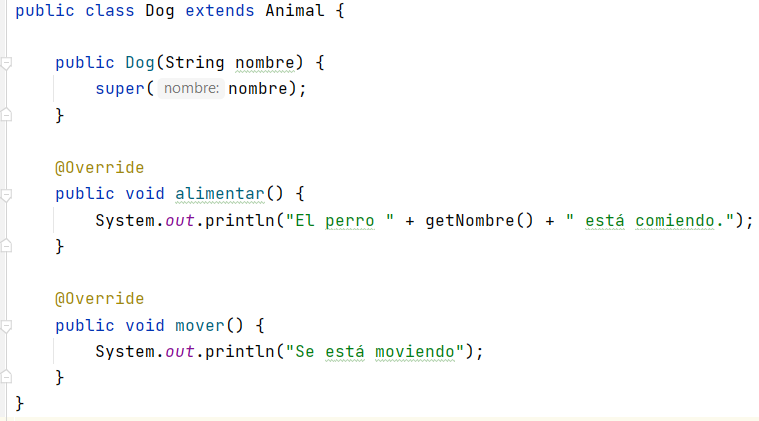 public class Dog extends Animal {
public Dog(String nombre) {
super( nombre: nombre);
}
@Override
public void alimentar() {
System.out.println("El perro " + getNombre() + " está comiendo.");
}
@Override
public void mover() {
System.out.println("Se está moviendo");
}
}